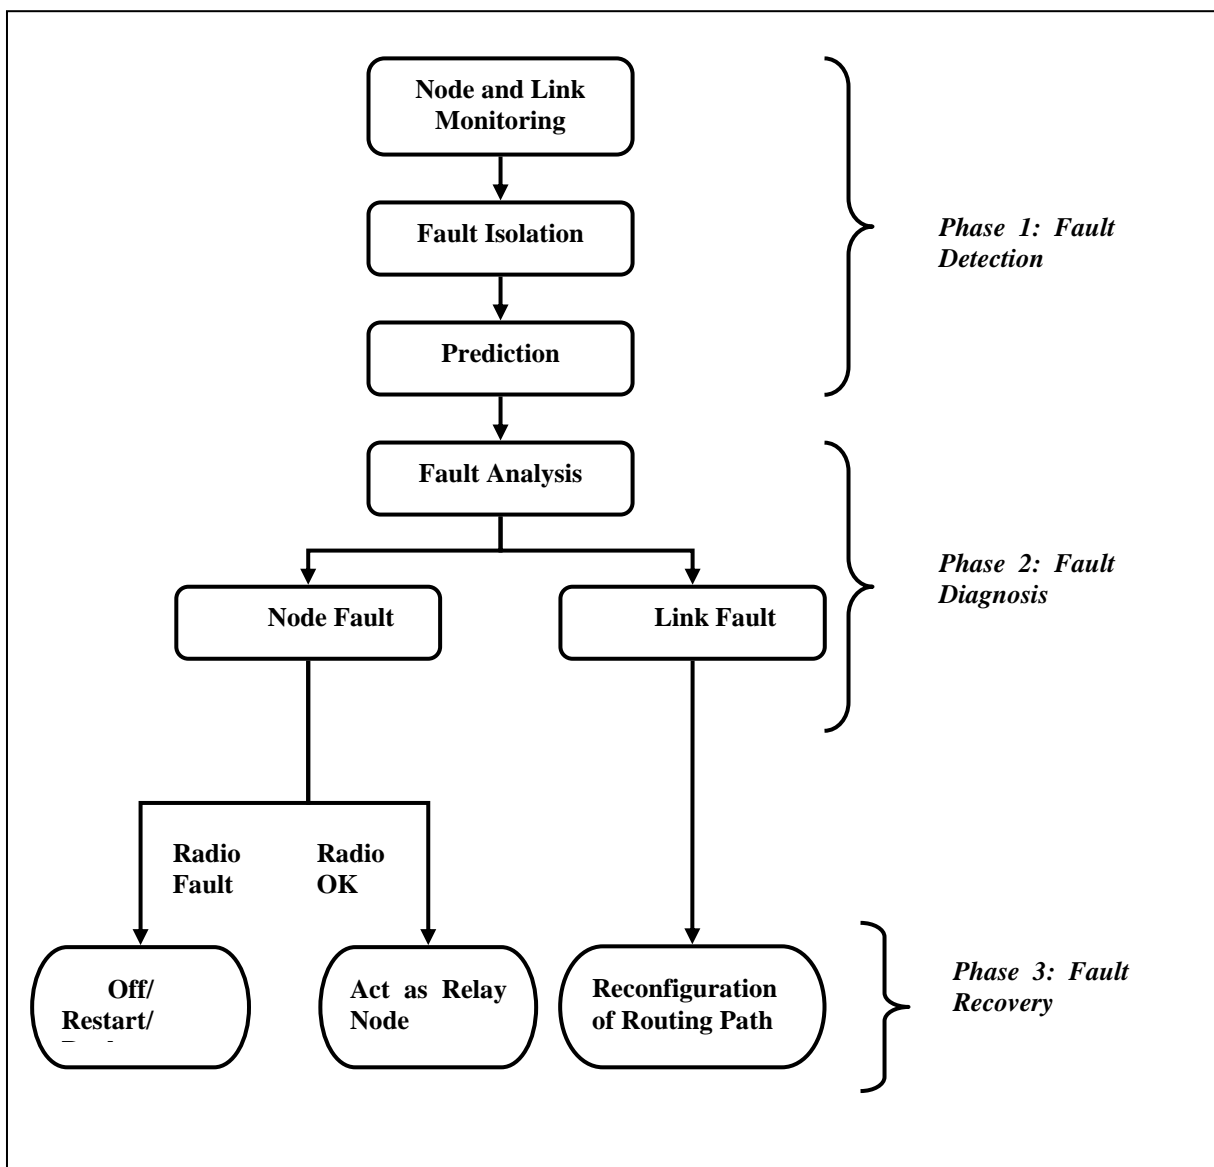 Node and Link
Monitoring
Fault Isolation
Phase 1: Fault
Detection
Prediction
Fault Analysis
Phase 2: Fault
Diagnosis
Node Fault
Link Fault
Radio
Fault
Radio
OK
Off/
Restart/
Act as Relay
Node
Reconfiguration
of Routing Path
Phase 3: Fault
Recovery